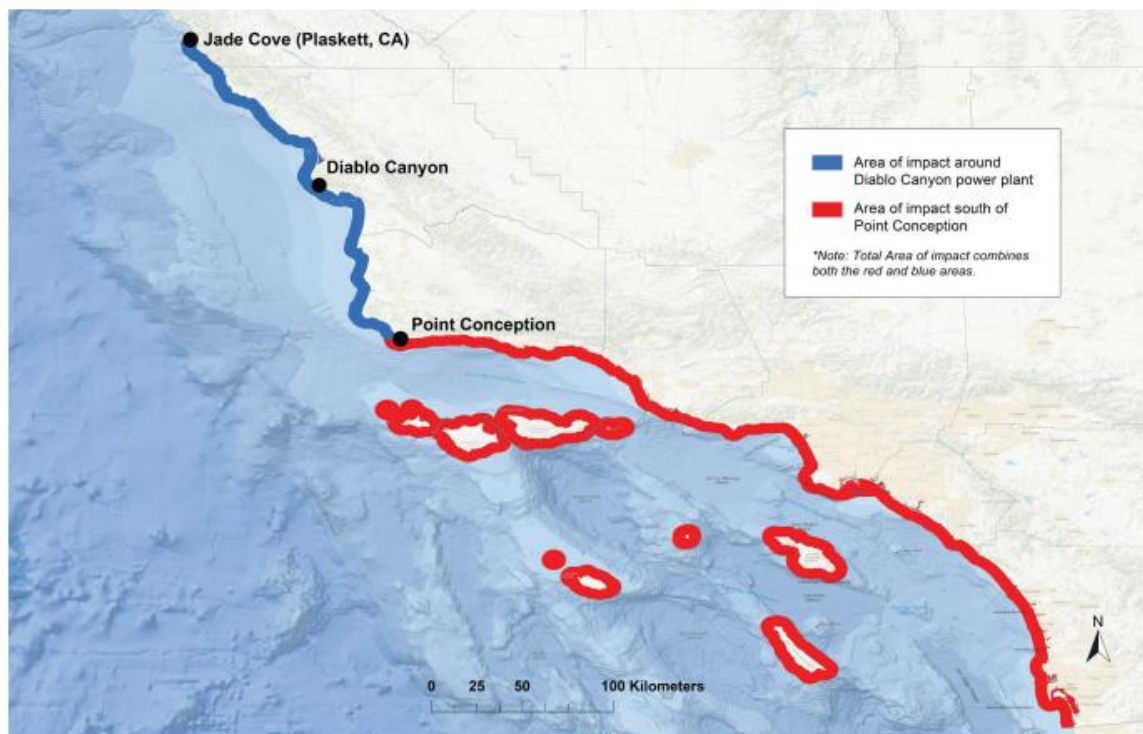 Jade Cove (Plaskett, CA)
Diablo Canyon
Area of impact around
Diablo Canyon power plant
Area of impact south of
Point Conception
*Note: Total Area of impact combines
both the red and blue areas.
Point Conception
N
0 25 50 100 Kilometers